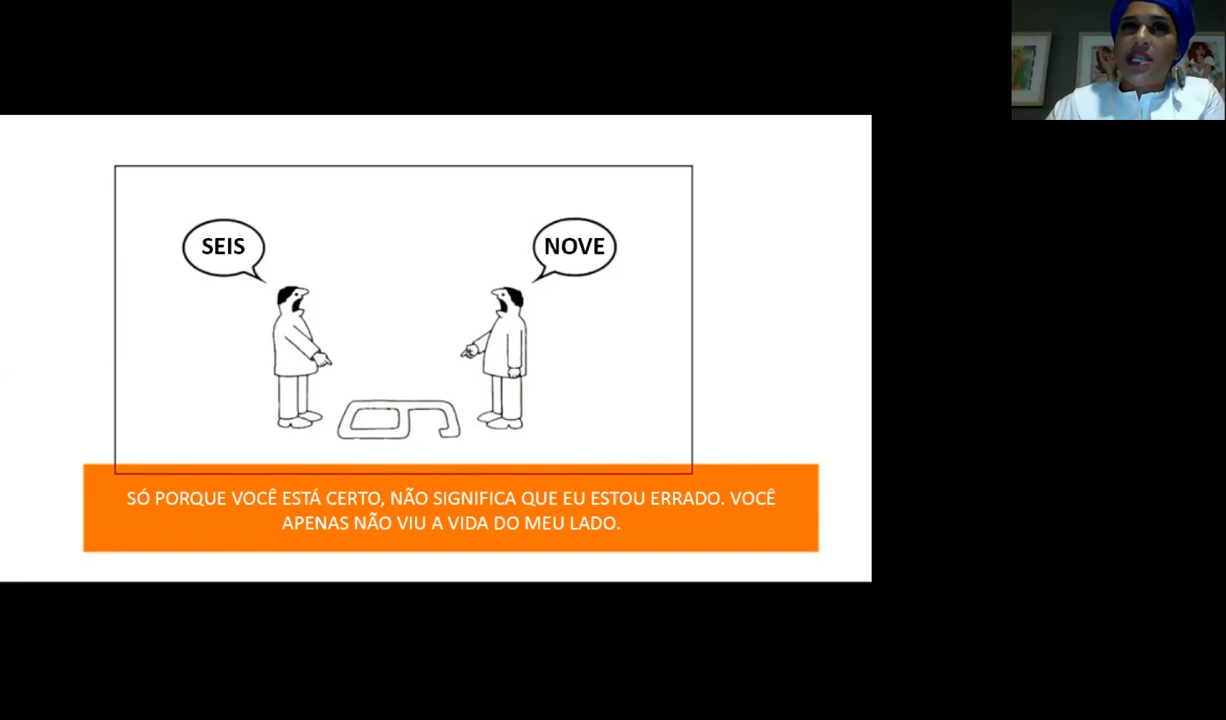 SEIS
NOVE
SÓ PORQUE VOCÊ ESTÁ CERTO, NÃO SIGNIFICA QUE EU ESTOU ERRADO. VOCÊ
APENAS NÃO VIU A VIDA DO MEU LADO.